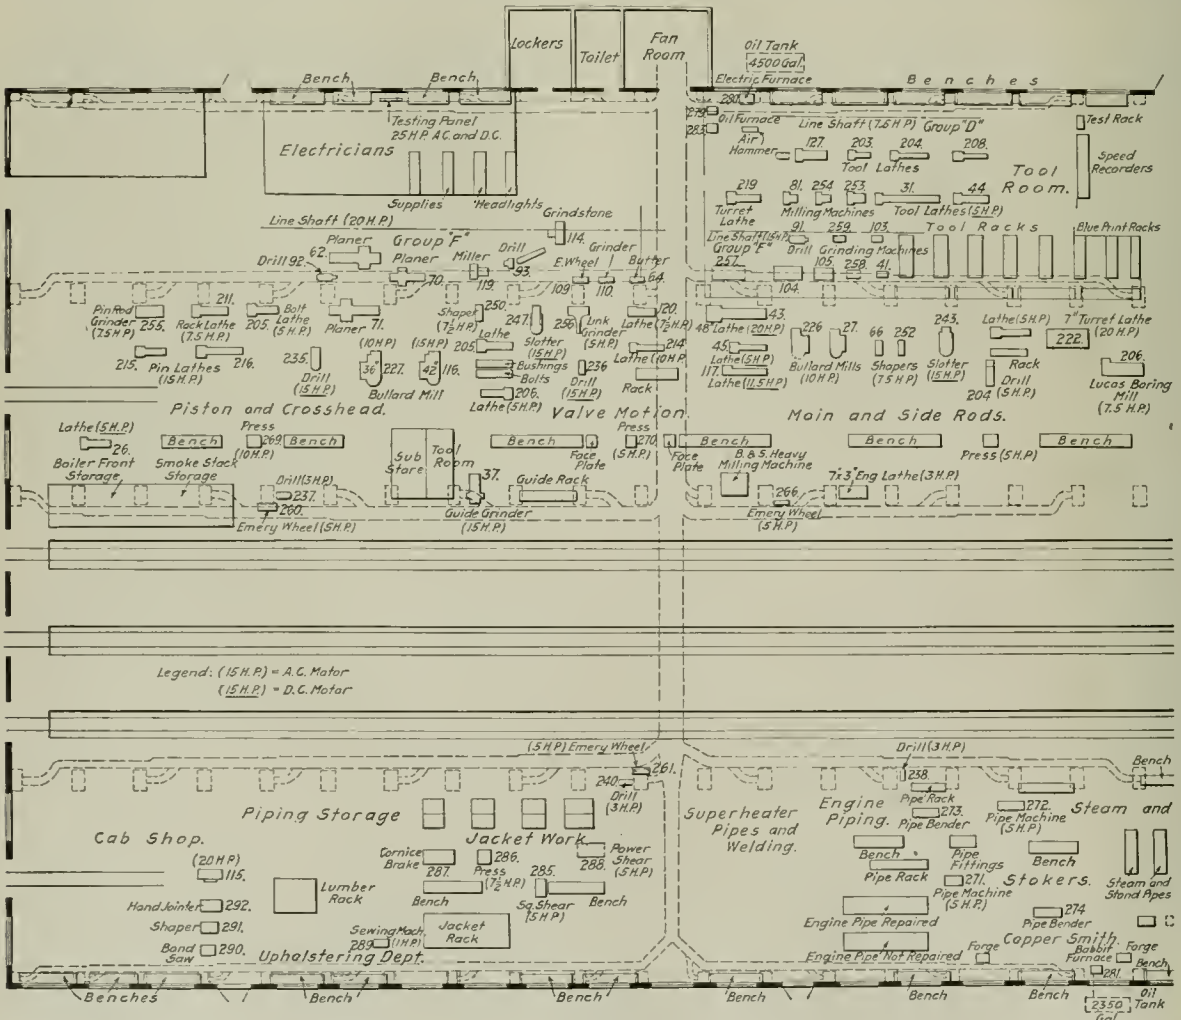 Lockers
Toilet
Fan
Room
Oil Tank
4500 Gal.
Bench
Bench
Electric Furnace
Benches
280.
279.
283.
Testing Panel
25 H.P. A.C. and D.C.
Electricians
Supplies
Headlights
Oil Furnace
Air
Hammer
Line Shaft (7.5 H.P.) Group "D"
Test Rack
127.
203.
204.
208.
Tool Lathes
Tool
Room.
Speed
Recorders
219
81.
254
253.
31.
44.
Turret
Lathe
Milling Machines
Tool Lathes (5 H.P.)
Line Shaft (20 H.P.)
Grindstone
114.
Line Shaft (15 H.P.)
Group "E"
91.
259.
103.
Tool Racks
Blue Print Racks
Drill Grinding Machines
257.
104.
105.
258.
41.
Planer
62.
Group "F"
Planer
70.
Drill 92.
Miller
119.
Drill
93.
E. Wheel
109.
Grinder
110.
Butter
64.
Pin Rod
Grinder
(7.5 H.P.)
255.
211.
Rack Lathe
(7.5 H.P.)
205.
Bolt
Lathe
(5 H.P.)
Planer 71.
Shaper
(7½ H.P.)
250.
247.
Slotter
(15 H.P.)
256
Link
Grinder
(5 H.P.)
120.
Lathe
(7½ H.P.)
43.
48" Lathe (20 H.P.)
226
27.
66
252
243.
Lathe (5 H.P.)
7" Turret Lathe
(20 H.P.)
222.
215.
216.
Pin Lathes
(15 H.P.)
235.
Drill
(15 H.P.)
(10 H.P.)
36"
227.
(15 H.P.)
42"
116.
Bullard Mill
Lathe
205.
Bushings
Bolts
206.
Lathe (5 H.P.)
236
Drill
(15 H.P.)
214
Lathe (10 H.P.)
Rack
45.
Lathe (5 H.P.)
117.
Lathe (11.5 H.P.)
Bullard Mills
(10 H.P.)
Shapers
(7.5 H.P.)
Slotter
(15 H.P.)
Rack
Drill
204 (5 H.P.)
206.
Lucas Boring
Mill
(7.5 H.P.)
Piston and Crosshead.
Valve Motion.
Main and Side Rods.
Lathe (5 H.P.)
26.
Bench
Press
269.
(10 H.P.)
Bench
Sub
Store
Tool
Room
Bench
Face
Plate
Press
270.
(5 H.P.)
Face
Plate
Bench
Bench
Press (5 H.P.)
Bench
Boiler Front
Storage
Smoke Stack
Storage
Drill (3 H.P.)
237.
260.
Emery Wheel (5 H.P.)
37.
Guide Rack
Guide Grinder
(15 H.P.)
B. & S. Heavy
Milling Machine
266.
Emery Wheel
(5 H.P.)
7x3' Eng Lathe (3 H.P.)
Legend: (15 H.P.) = A.C. Motor
(15 H.P.) = D.C. Motor
(5 H.P.) Emery Wheel
261.
240.
Drill
(3 H.P.)
Drill (3 H.P.)
238.
Bench
Piping Storage
Cab Shop.
Jacket Work.
Superheater
Pipes and
Welding.
Engine
Piping.
Pipe Rack
273.
Pipe Bender
272.
Pipe Machine
(5 H.P.)
Steam and
(20 H.P.)
115.
Cornice
Brake
287.
286.
Press
(7½ H.P.)
285.
288.
Power
Shear
(5 H.P.)
Bench
Pipe Rack
Pipe
Fittings
Bench
Lumber
Rack
Bench
Sq. Shear
(5 H.P.)
Bench
271.
Pipe Machine
(5 H.P.)
Stokers.
Steam and
Stand Pipes
Hand Jointer
292.
Shaper
291.
Band
Saw
290.
Sewing Mach.
289
(1 H.P.)
Jacket
Rack
Upholstering Dept.
Engine Pipe Repaired
Engine Pipe Not Repaired
274
Pipe Bender
Copper Smith.
Forge
Babbit
Furnace
281.
Forge
Bench
Benches
Bench
Bench
Bench
Bench
Bench
2350
Gal.
Oil
Tank